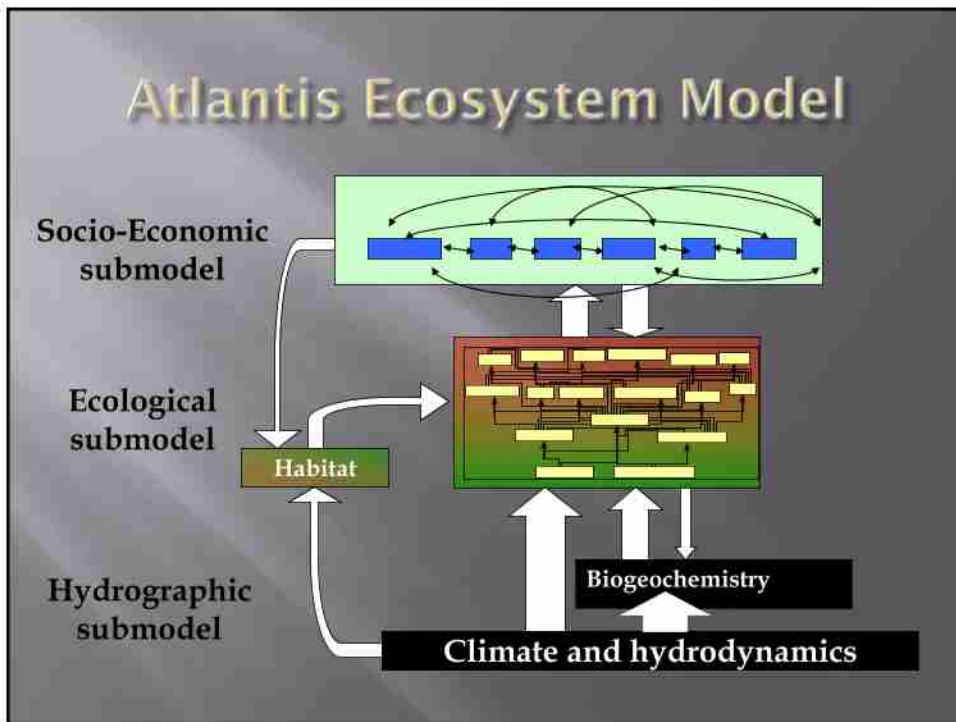 Atlantis Ecosystem Model
Socio-Economic
submodel
Ecological
submodel
Habitat
Hydrographic
submodel
Biogeochemistry
Climate and hydrodynamics